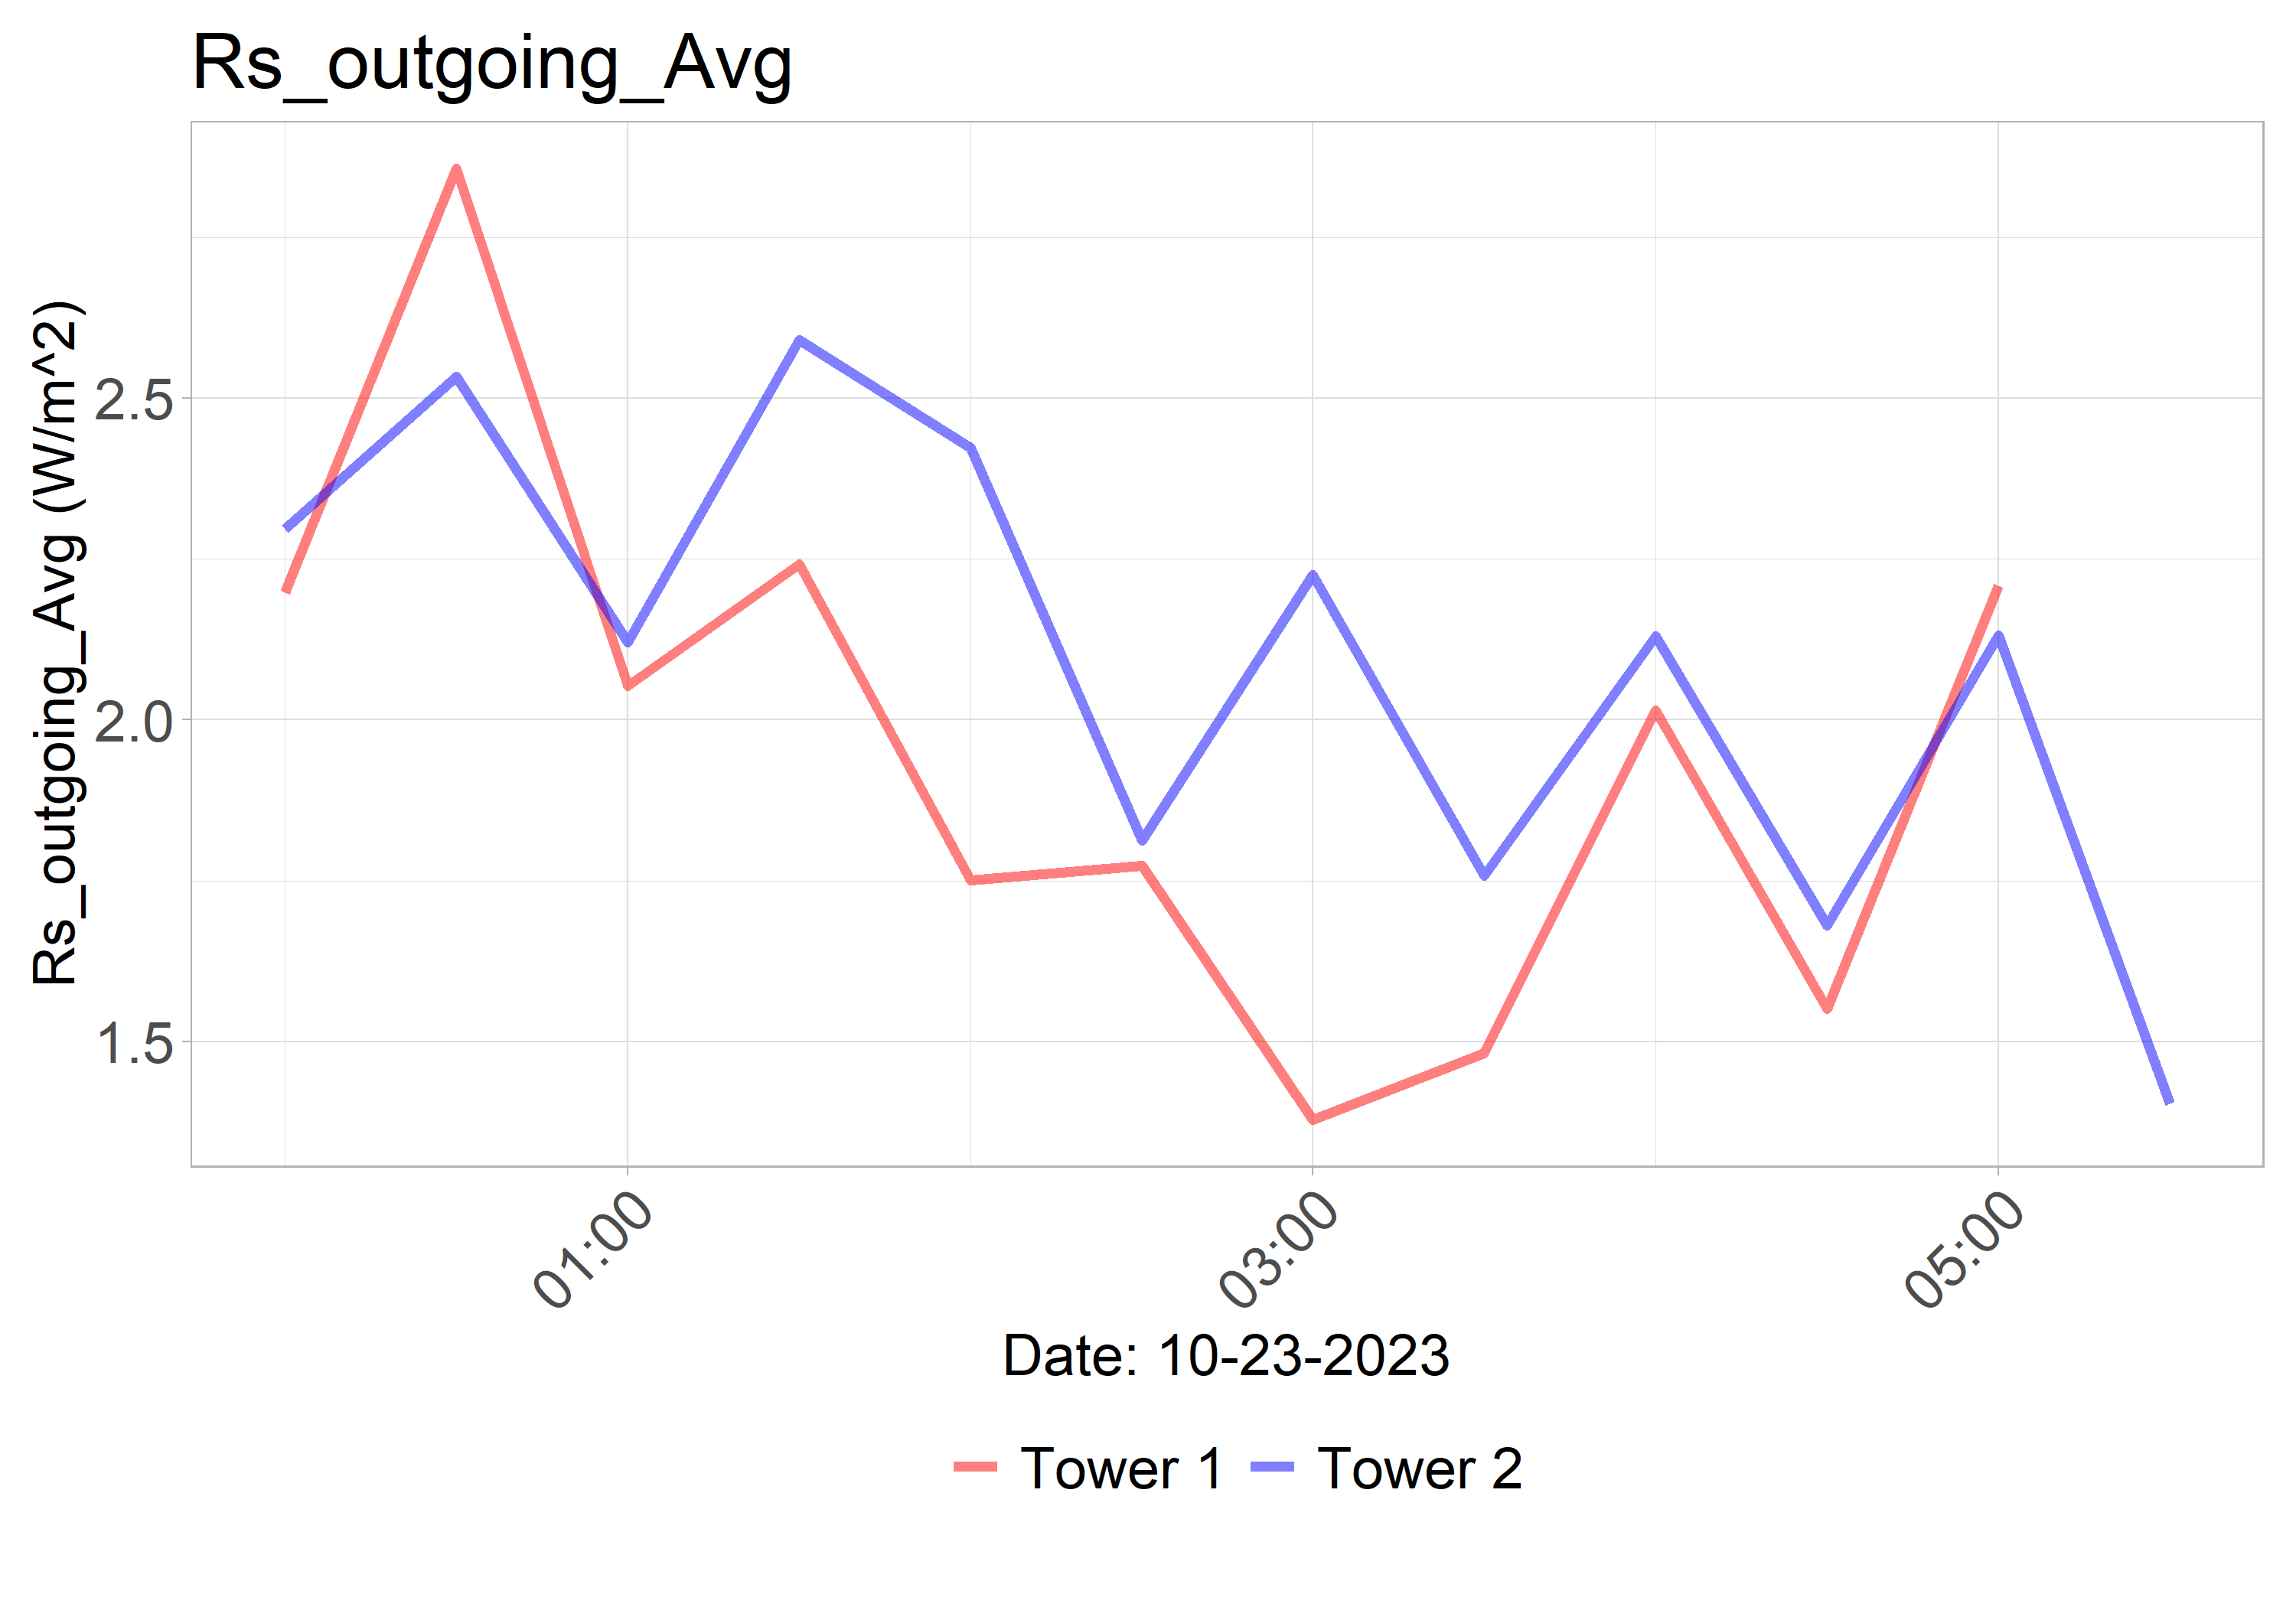 Rs_outgoing_Avg
Rs_outgoing_Avg (W/m^2)
2.5
2.0
1.5
01:00
03:00
05:00
Date: 10-23-2023
Tower 1
Tower 2